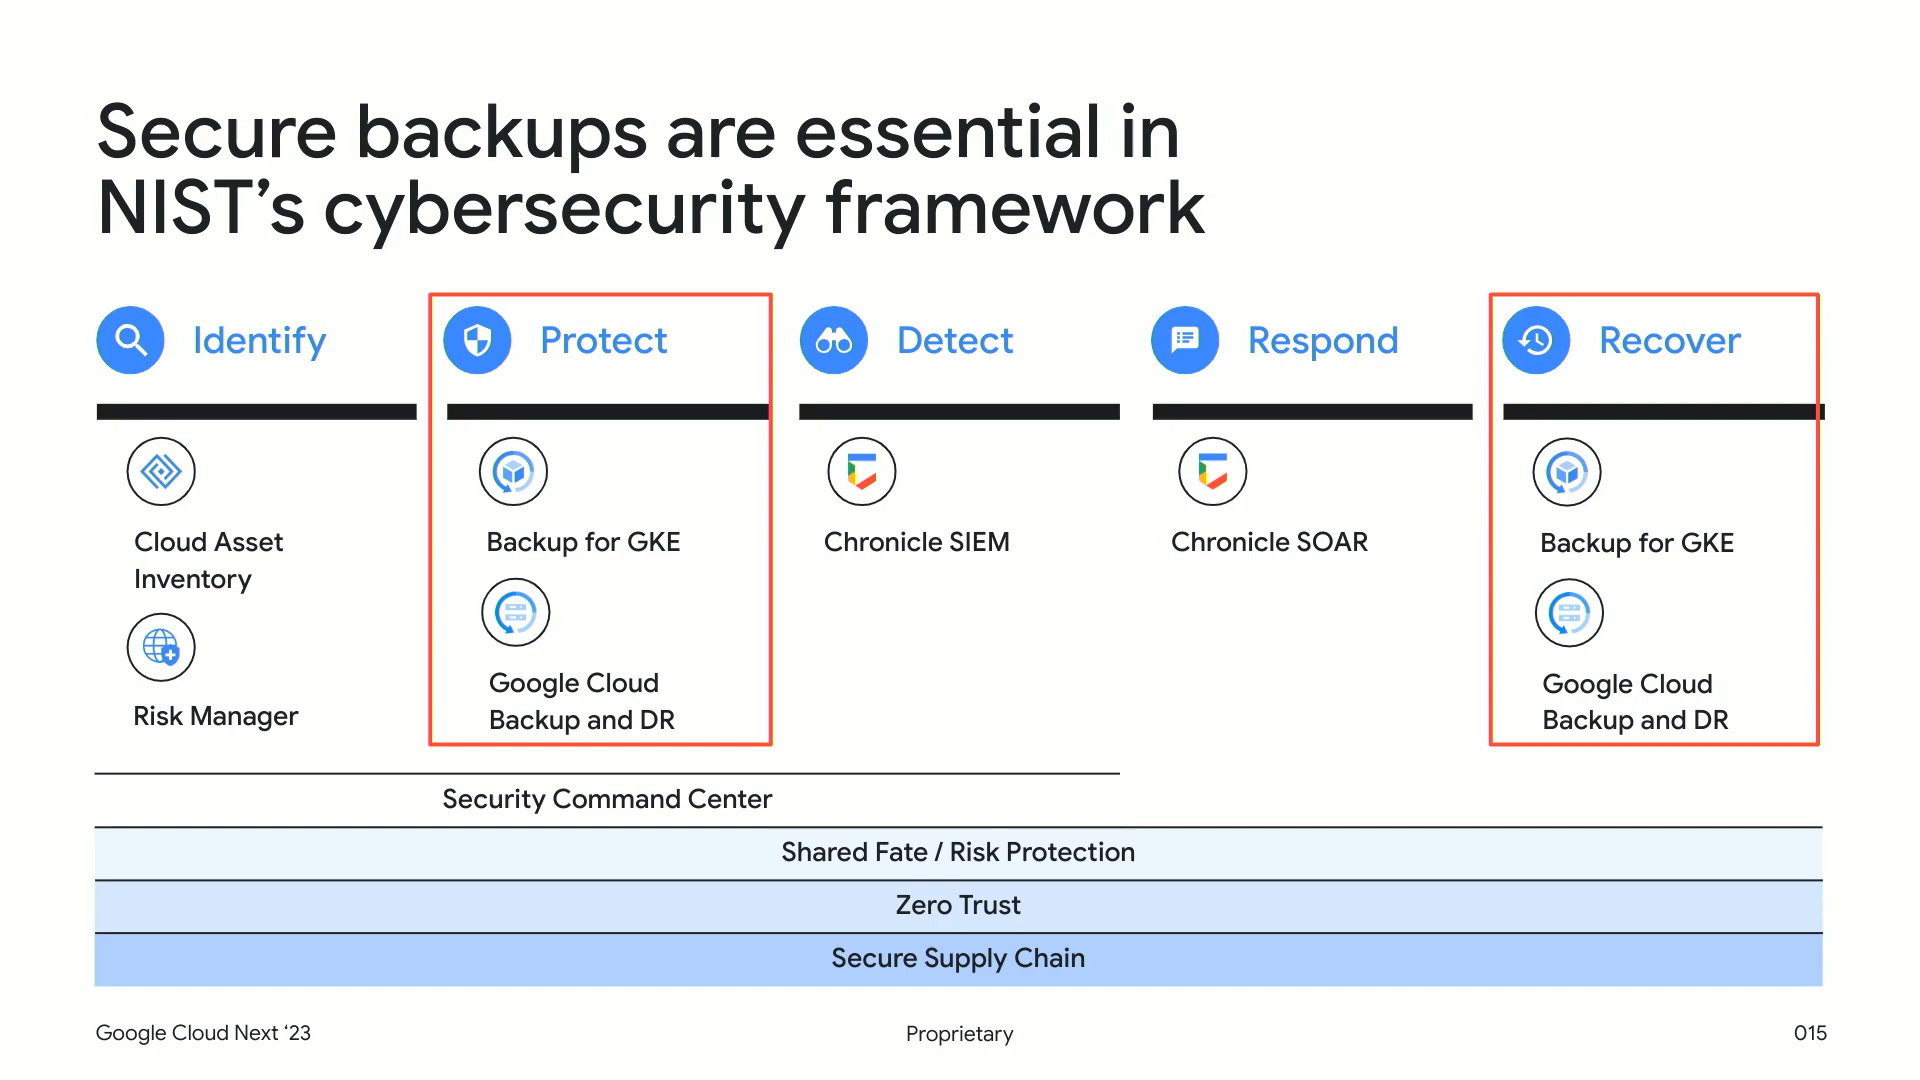 Secure backups are essential in
NIST’s cybersecurity framework
Identify
Protect
Detect
Respond
Recover
Cloud Asset
Inventory
Risk Manager
Backup for GKE
Google Cloud
Backup and DR
Chronicle SIEM
Chronicle SOAR
Backup for GKE
Google Cloud
Backup and DR
Security Command Center
Shared Fate / Risk Protection
Zero Trust
Secure Supply Chain
Google Cloud Next ‘23
Proprietary
015